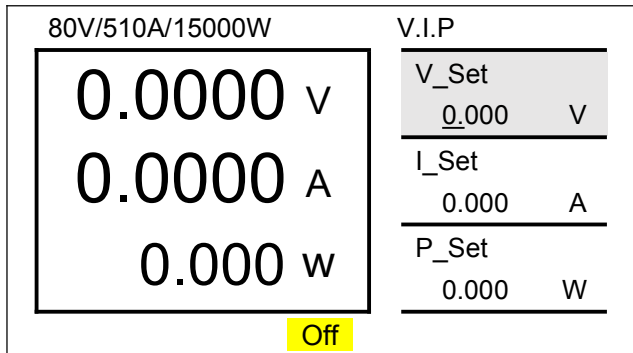 80V/510A/15000W
0.0000 V
0.0000 A
0.000 W
Off
V.I.P
V_Set
0.000 V
I_Set
0.000 A
P_Set
0.000 W